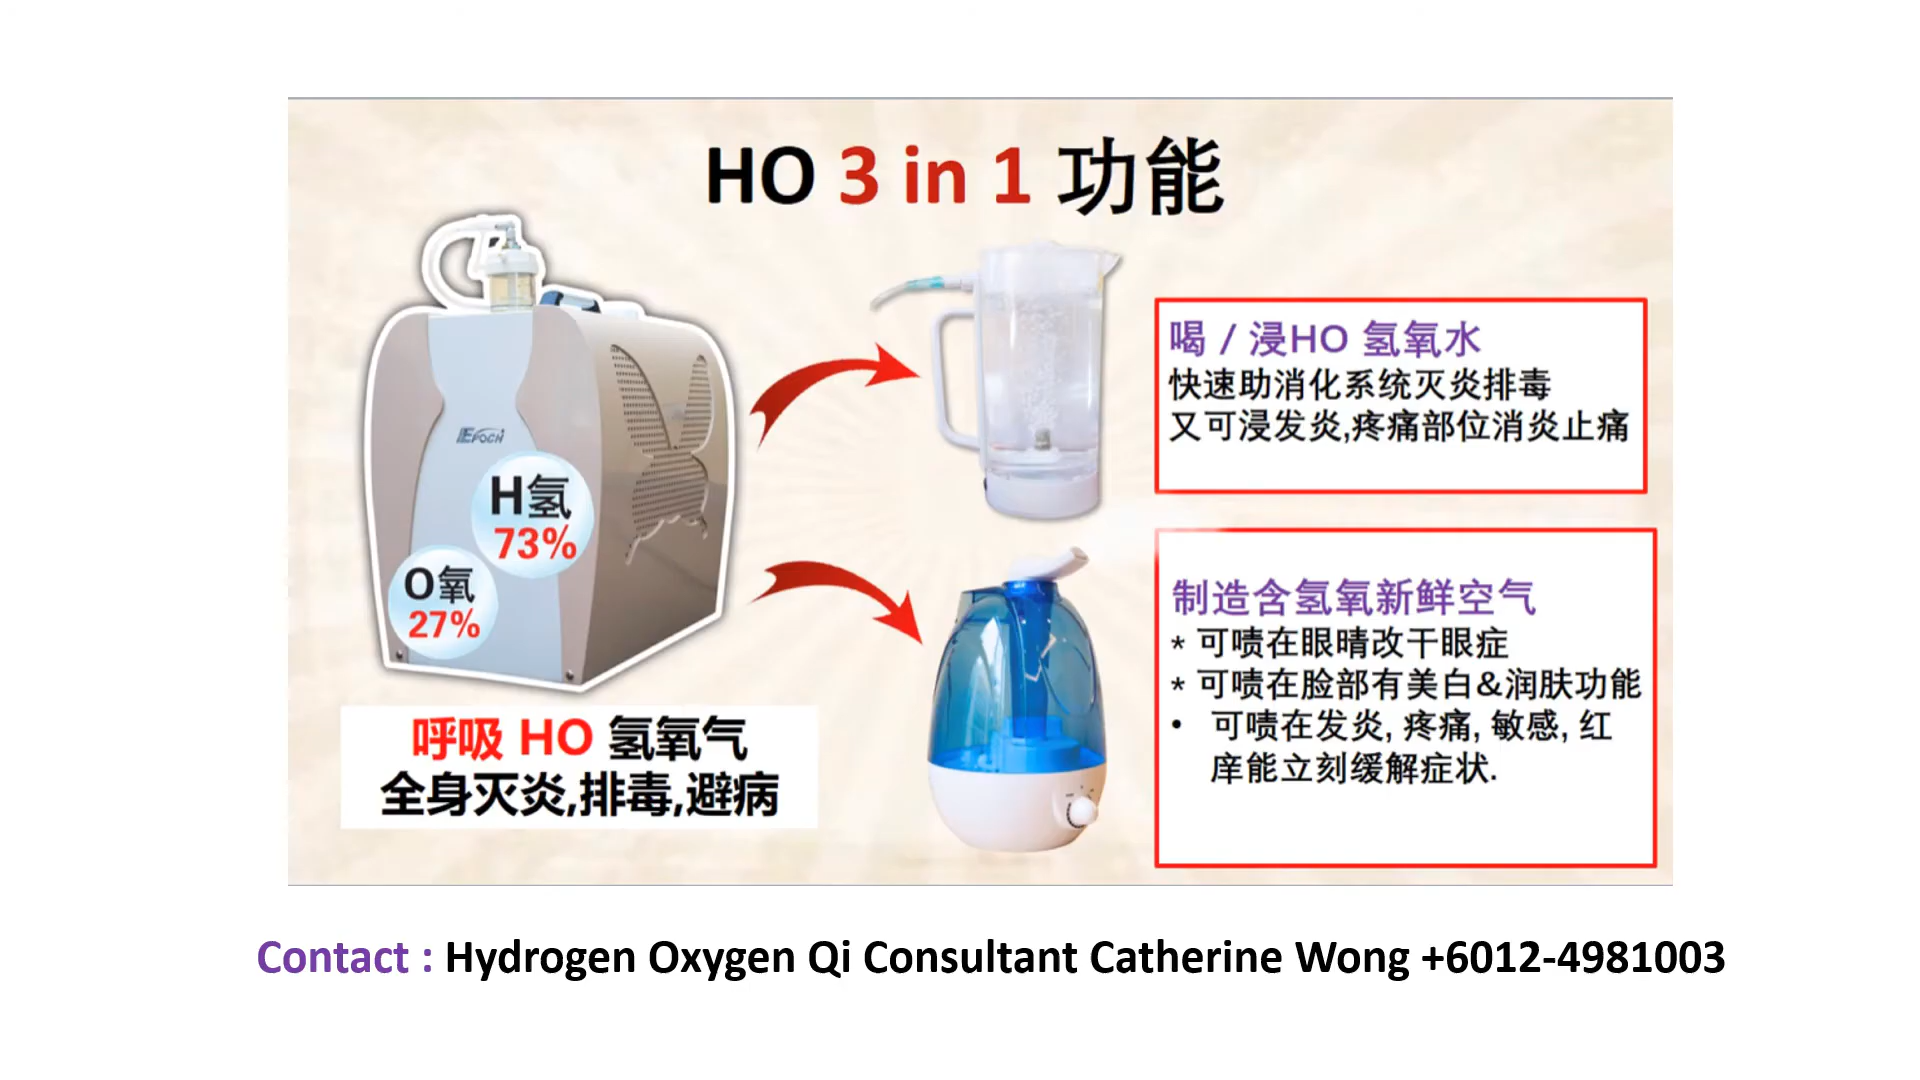 HO 3 in 1 功能
EPOCH
H氢
73%
O氧
27%
呼吸 HO 氢氧气
全身灭炎,排毒,避病
喝 / 浸HO 氢氧水
快速助消化系统灭炎排毒
又可浸发炎,疼痛部位消炎止痛
制造含氢氧新鲜空气
* 可喷在眼睛改干眼症
* 可喷在脸部有美白&润肤功能
• 可喷在发炎, 疼痛, 敏感, 红
庠能立刻缓解症状.
Contact : Hydrogen Oxygen Qi Consultant Catherine Wong +6012-4981003